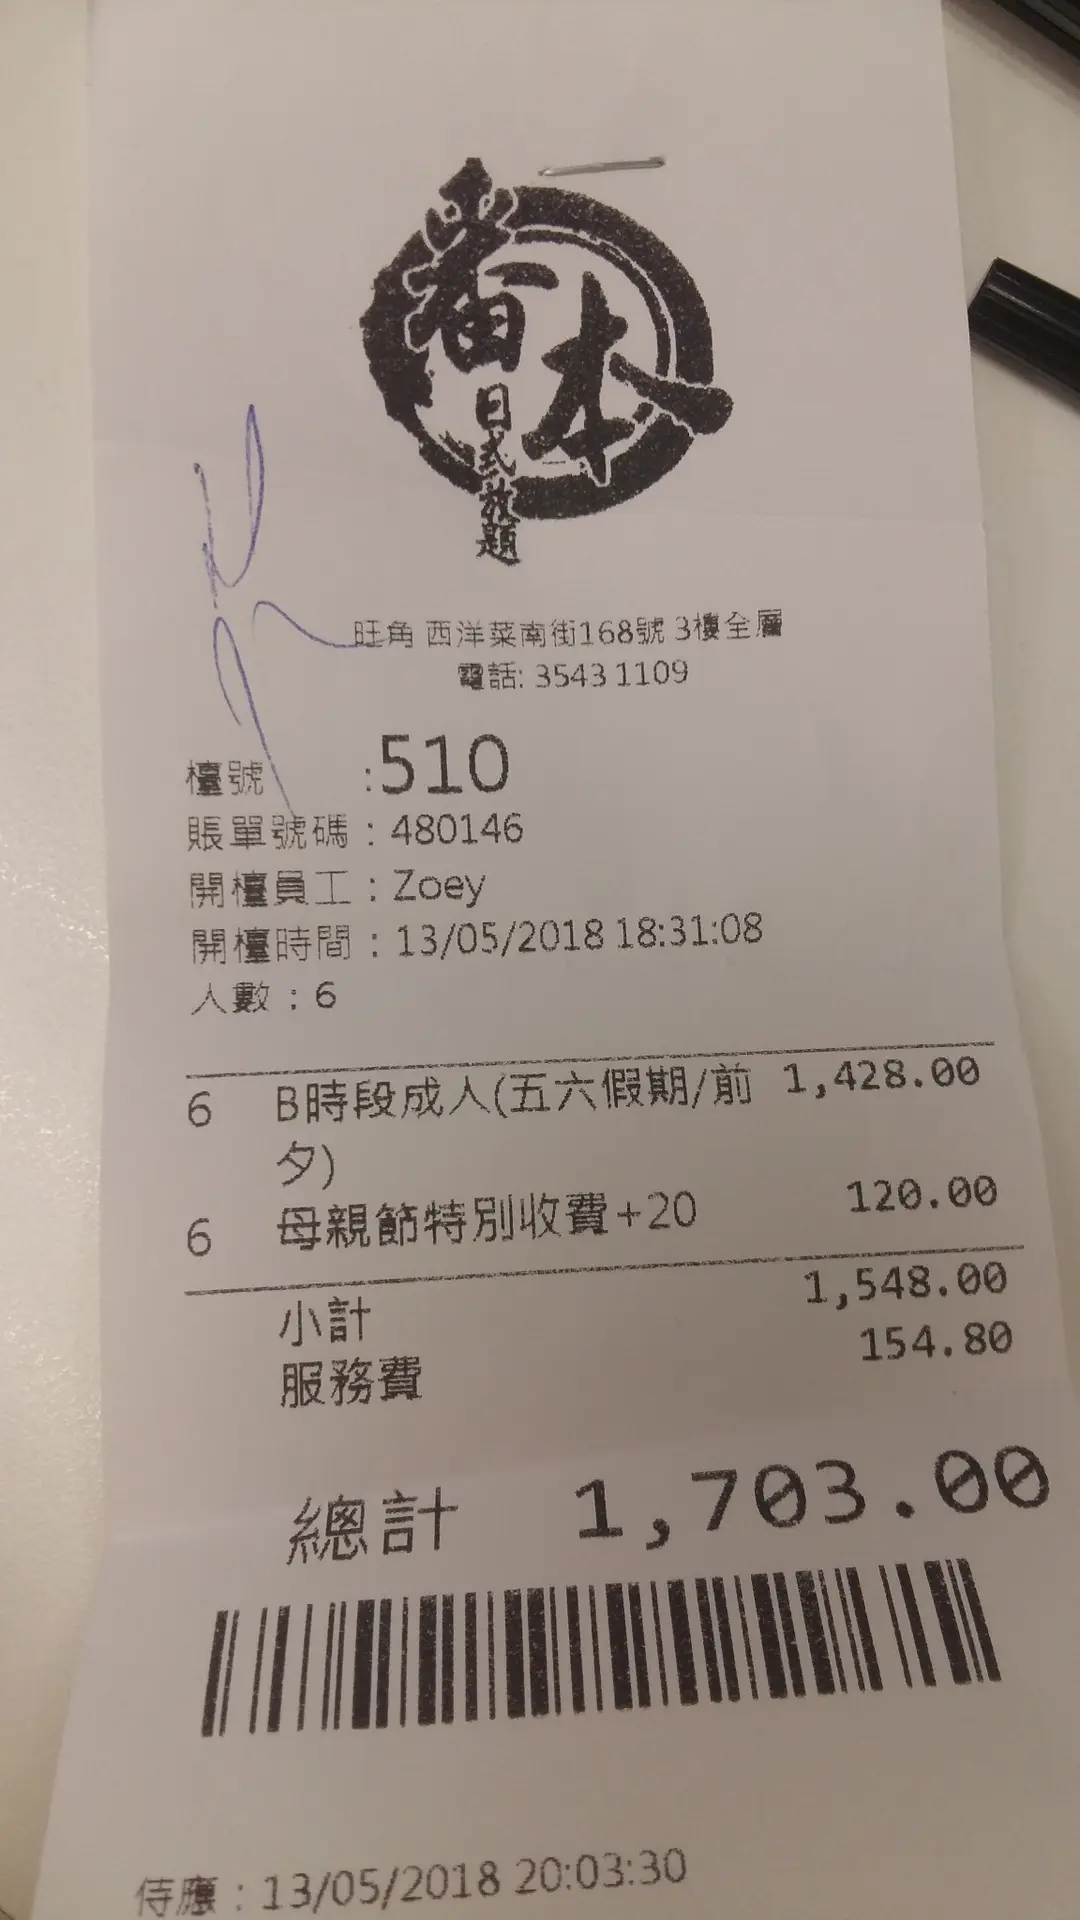 番本
日式放題
旺角 西洋菜南街168號 3樓全層
電話: 3543 1109
檯號 :510
賬單號碼 : 480146
開檯員工 : Zoey
開檯時間 : 13/05/2018 18:31:08
人數 : 6
6 B時段成人(五六假期/前 1,428.00
夕)
6 母親節特別收費+20 120.00
小計 1,548.00
服務費 154.80
總計 1,703.00
侍應 : 13/05/2018 20:03:30